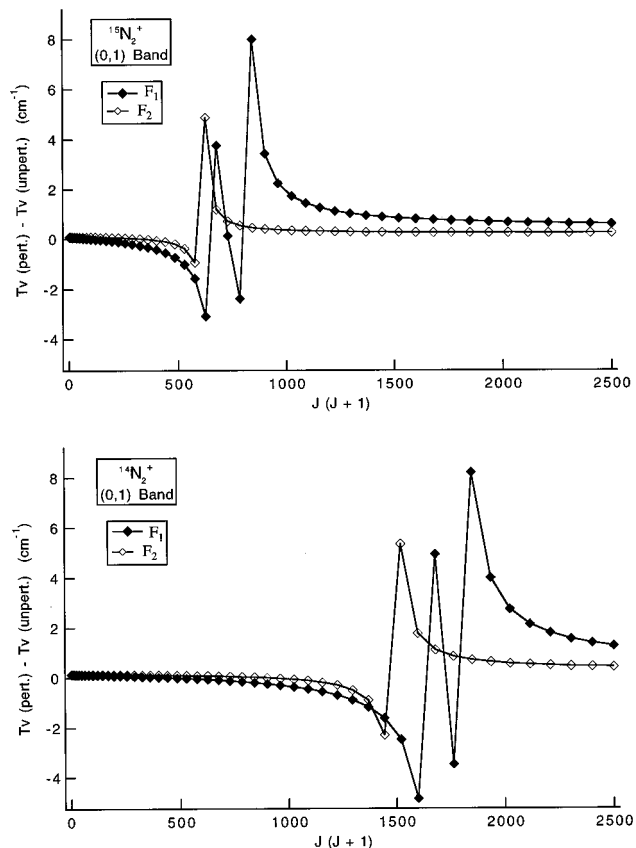 ¹⁵N₂⁺
(0,1) Band
F₁
F₂
Tv (pert.) - Tv (unpert.) (cm⁻¹)
8
6
4
2
0
-2
-4
0 500 1000 1500 2000 2500
J (J + 1)
¹⁴N₂⁺
(0,1) Band
F₁
F₂
Tv (pert.) - Tv (unpert.) (cm⁻¹)
8
6
4
2
0
-2
-4
0 500 1000 1500 2000 2500
J (J + 1)